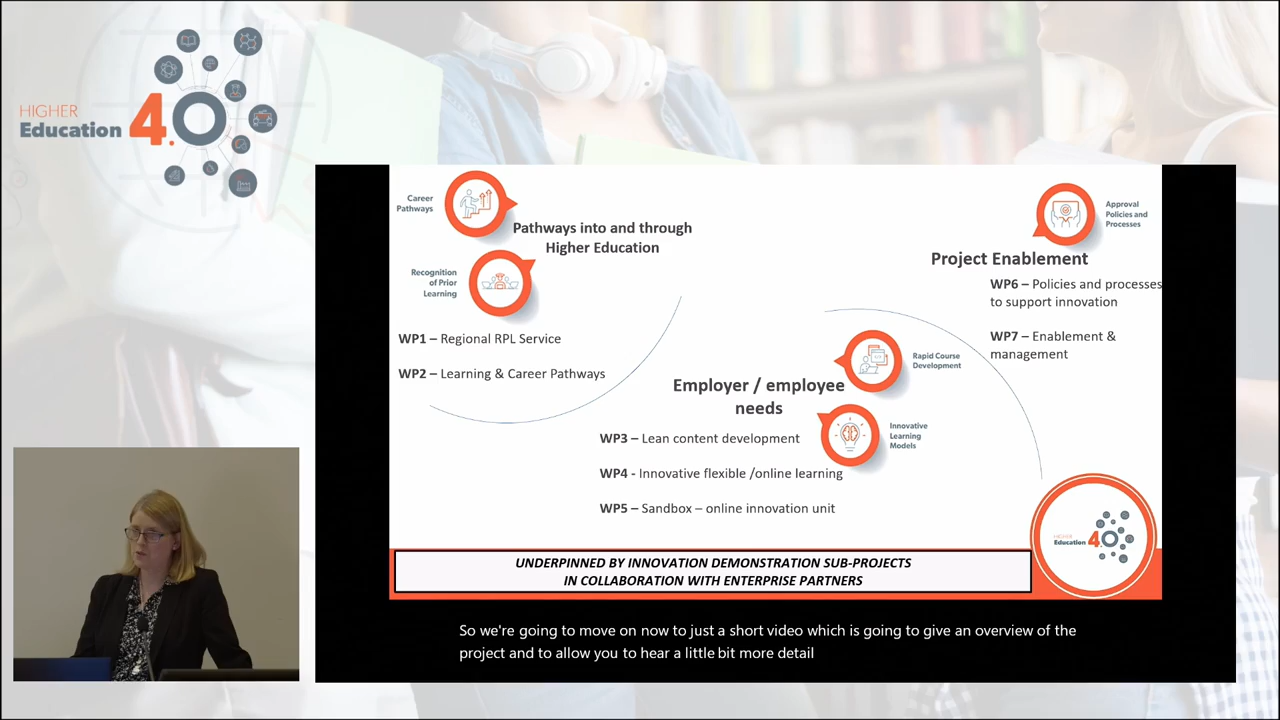 HIGHER
Education 4.0
Career
Pathways
Pathways into and through
Higher Education
Recognition
of Prior
Learning
WP1 – Regional RPL Service
WP2 – Learning & Career Pathways
Employer / employee
needs
Rapid Course
Development
WP3 – Lean content development
WP4 - Innovative flexible /online learning
WP5 – Sandbox – online innovation unit
Innovative
Learning
Models
Approval
Policies and
Processes
Project Enablement
WP6 – Policies and processes
to support innovation
WP7 – Enablement &
management
HIGHER
Education 4.0
UNDERPINNED BY INNOVATION DEMONSTRATION SUB-PROJECTS
IN COLLABORATION WITH ENTERPRISE PARTNERS
So we're going to move on now to just a short video which is going to give an overview of the
project and to allow you to hear a little bit more detail